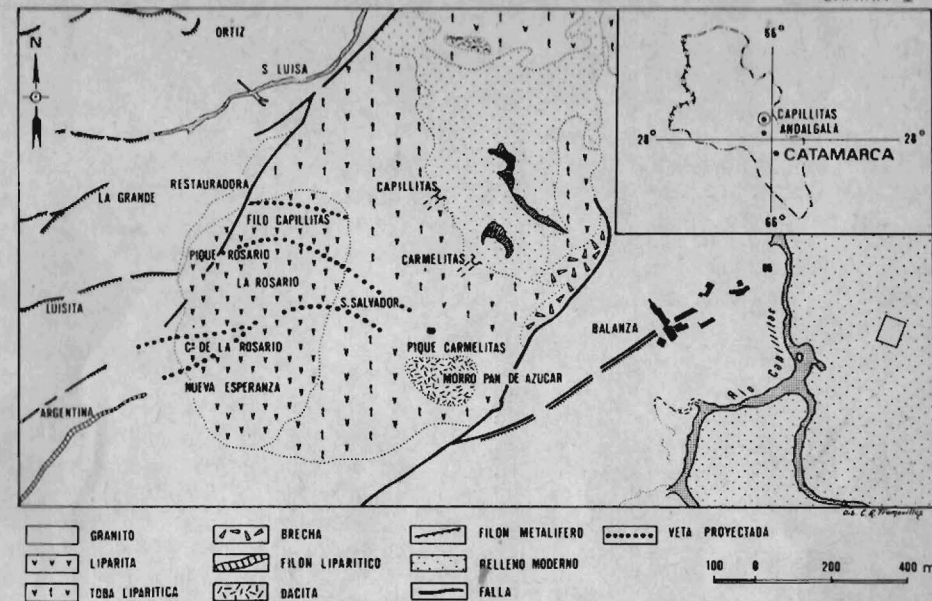 N
ORTIZ
S. LUISA
LA GRANDE
RESTAURADORA
CAPILLITAS
FILO CAPILLITAS
PIQUE ROSARIO
CARMELITAS
LA ROSARIO
S.SALVADOR
LUISITA
Cª DE LA ROSARIO
PIQUE CARMELITAS
MORRO PAN DE AZUCAR
NUEVA ESPERANZA
ARGENTINA
BALANZA
Río Capillitas
66°
CAPILLITAS
ANDALGALA
28°
28°
CATAMARCA
66°
GRANITO
BRECHA
FILON METALIFERO
VETA PROYECTADA
LIPARITA
FILON LIPARITICO
RELLENO MODERNO
TOBA LIPARITICA
DACITA
FALLA
100 0 200 400 m